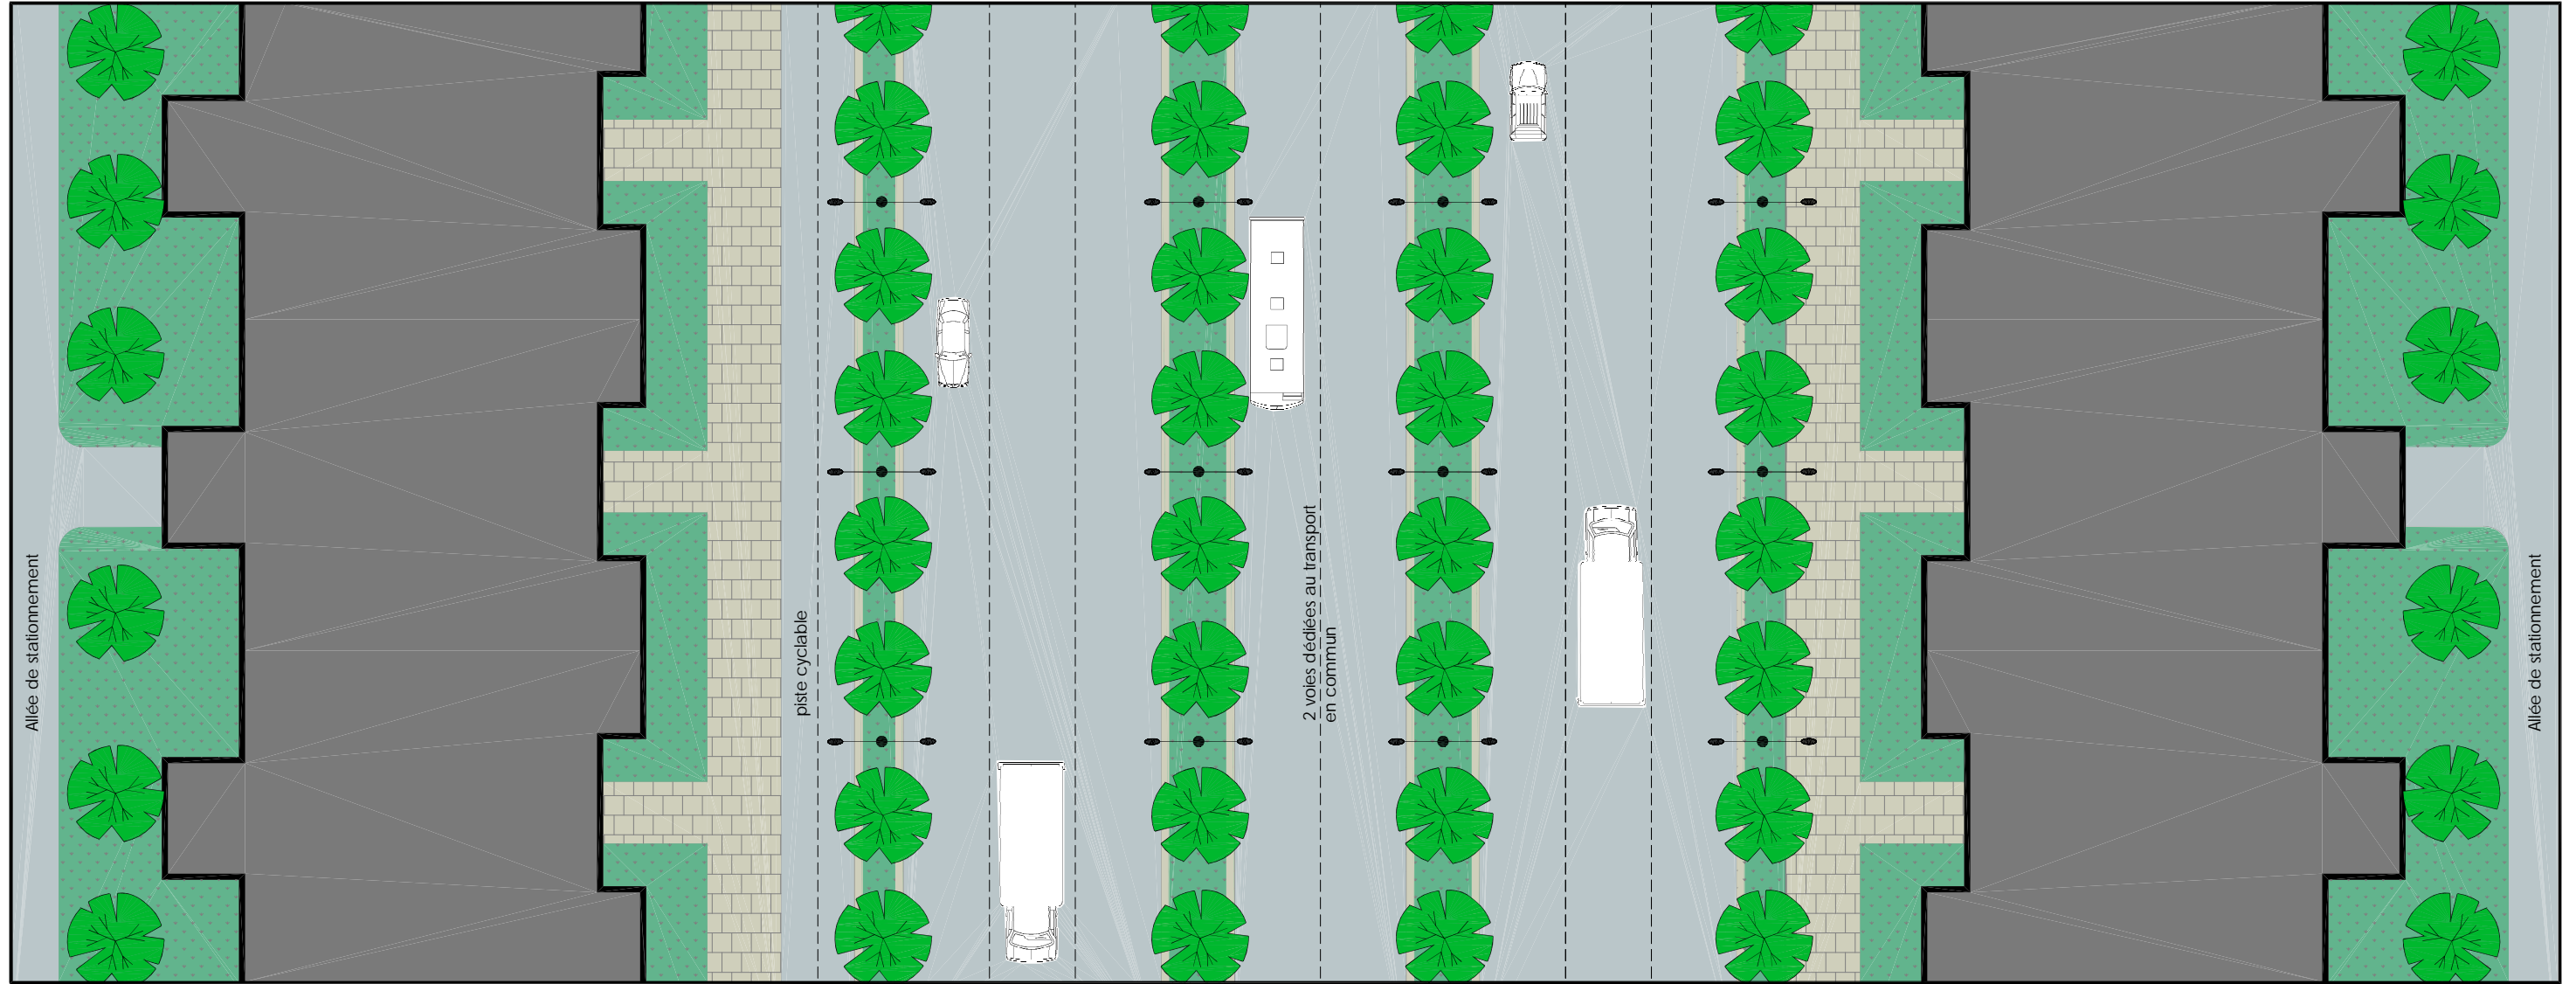 Allée de stationnement
piste cyclable
2 voies dédiées au transport
en commun
Allée de stationnement